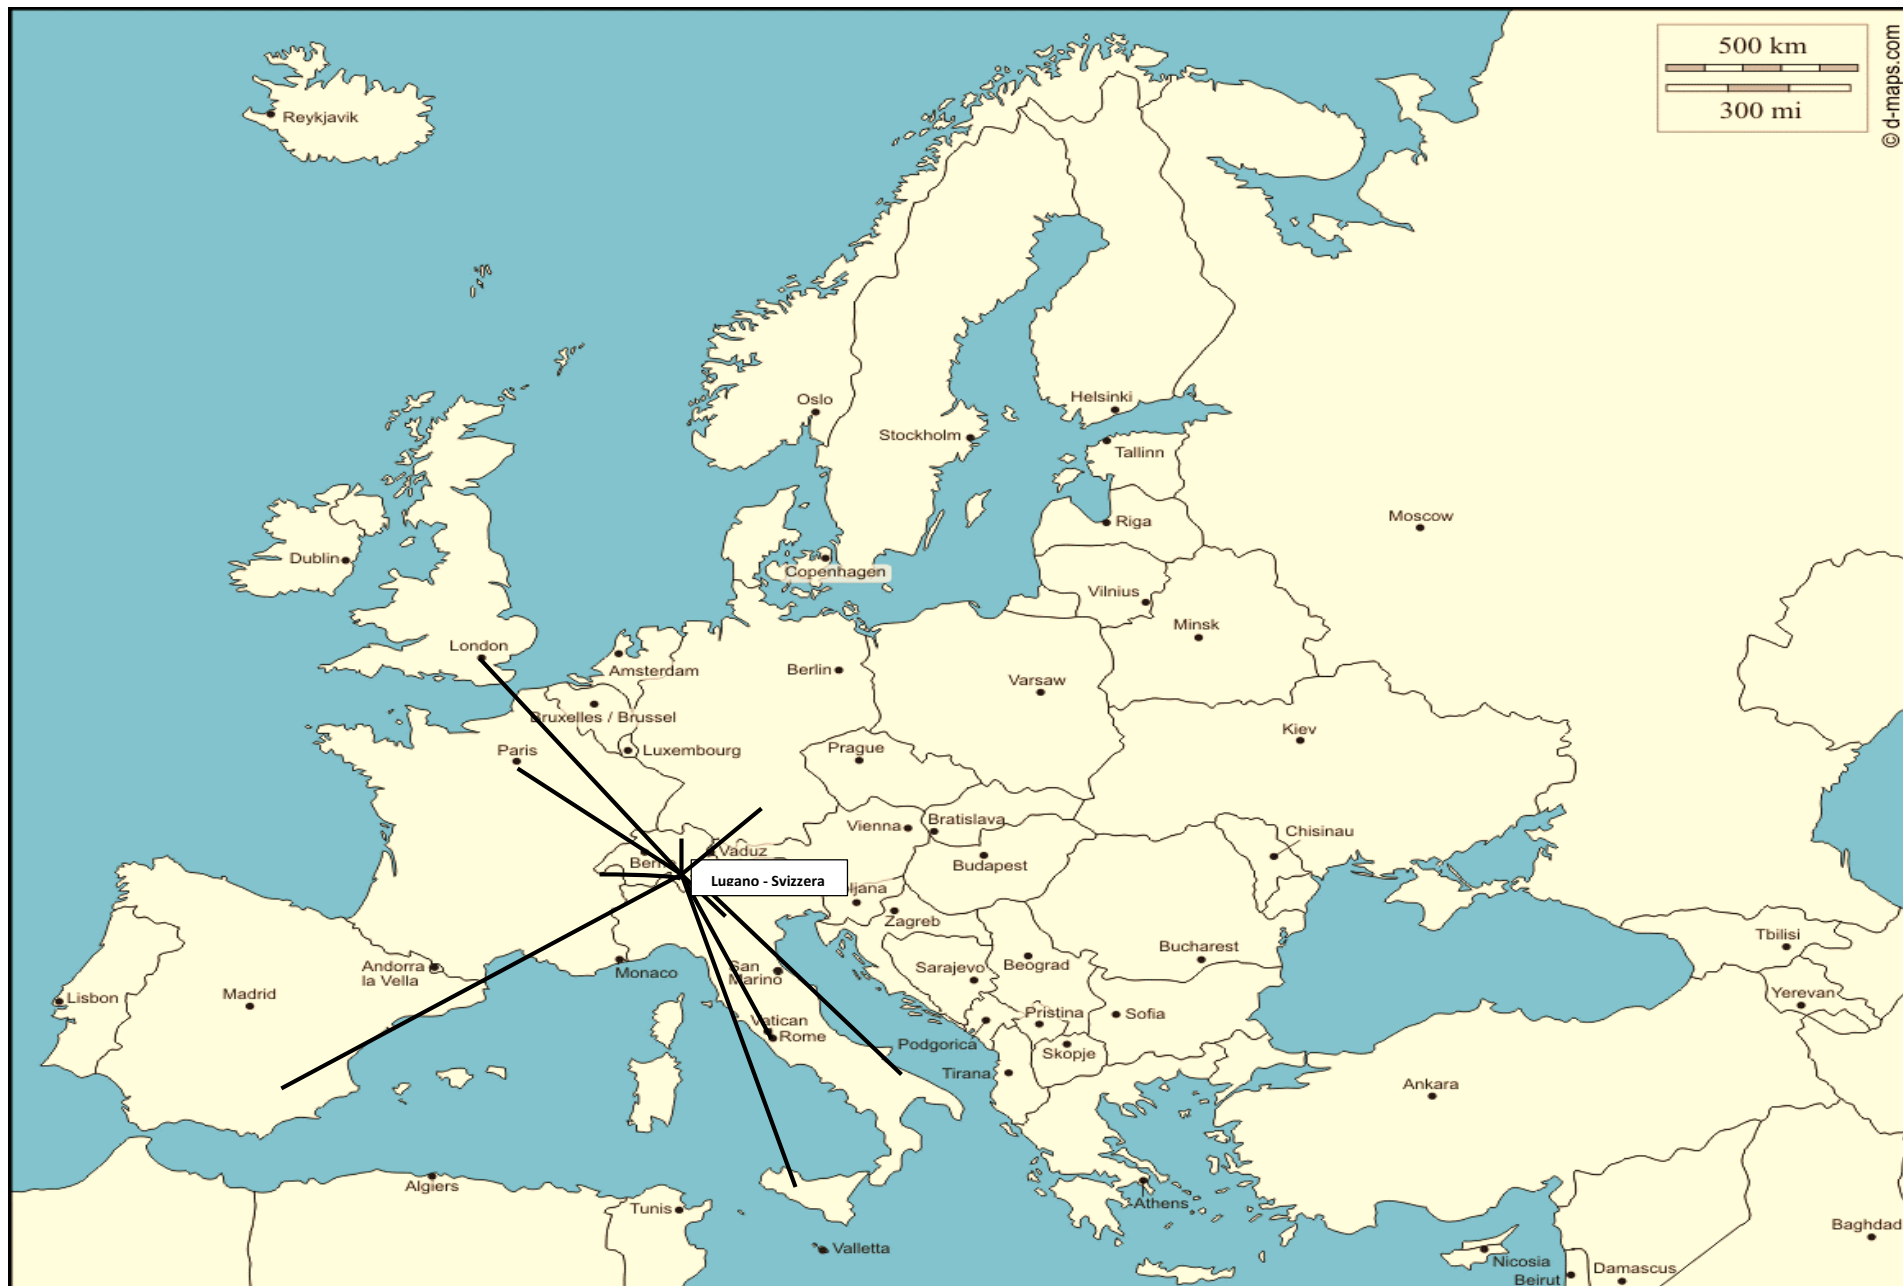 500 km
300 mi
© d-maps.com
Reykjavik
Oslo
Helsinki
Stockholm
Tallinn
Riga
Moscow
Dublin
Copenhagen
Vilnius
Minsk
London
Amsterdam
Berlin
Varsaw
Bruxelles / Brussel
Kiev
Paris
Luxembourg
Prague
Vienna
Bratislava
Chisinau
Vaduz
Budapest
Lugano - Svizzera
Zagreb
Bucharest
Tbilisi
Andorra
la Vella
Monaco
San
Marino
Sarajevo
Beograd
Lisbon
Madrid
Yerevan
Vatican
Rome
Pristina
Sofia
Podgorica
Skopje
Tirana
Ankara
Algiers
Tunis
Athens
Valletta
Baghdad
Nicosia
Damascus
Beirut